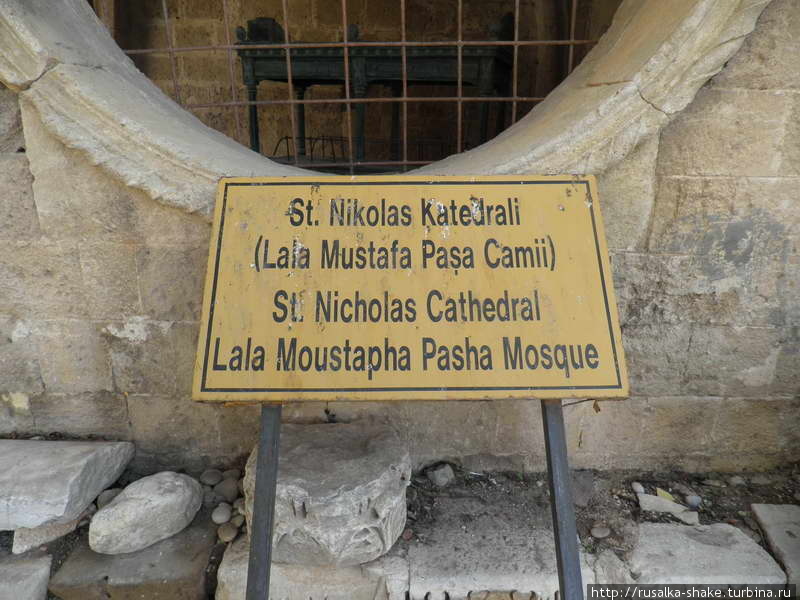 St. Nikolas Katedrali
(Lala Mustafa Paşa Camii)
St. Nicholas Cathedral
Lala Moustapha Pasha Mosque
http://rusalka-shake.turbina.ru/